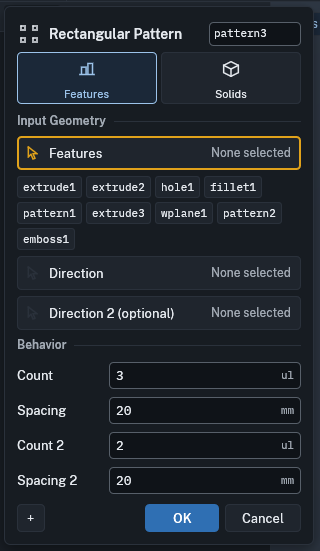 Rectangular Pattern pattern3
Features Solids
Input Geometry
Features None selected
extrude1 extrude2 hole1 fillet1
pattern1 extrude3 wplane1 pattern2
emboss1
Direction None selected
Direction 2 (optional) None selected
Behavior
Count 3 ul
Spacing 20 mm
Count 2 2 ul
Spacing 2 20 mm
+ OK Cancel